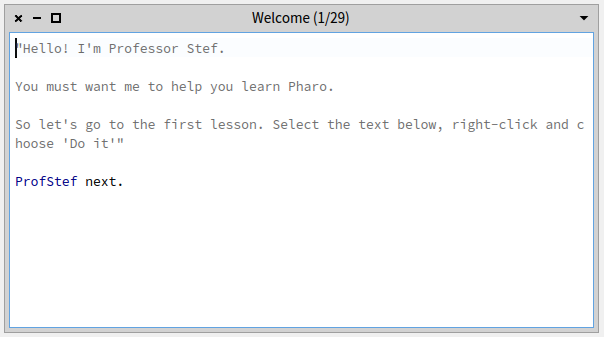 Welcome (1/29)
"Hello! I'm Professor Stef.
You must want me to help you learn Pharo.
So let's go to the first lesson. Select the text below, right-click and c
hoose 'Do it'"
ProfStef next.